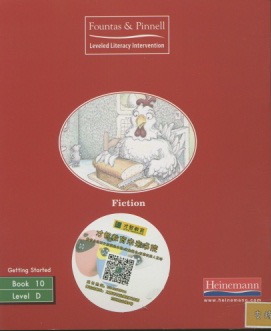 Fountas & Pinnell
Leveled Literacy Intervention
Fiction
Getting Started
Book 10
Level D
Heinemann
www.heinemann.com